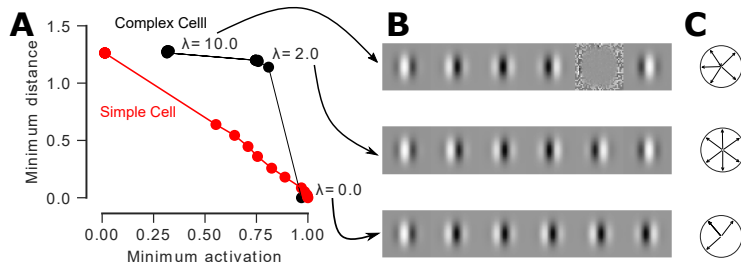 A
B
C
Complex Celll
λ=10.0
λ=2.0
Simple Cell
λ=0.0
Minimum distance
1.5
1.0
0.5
0.0
0.00 0.25 0.50 0.75 1.00
Minimum activation